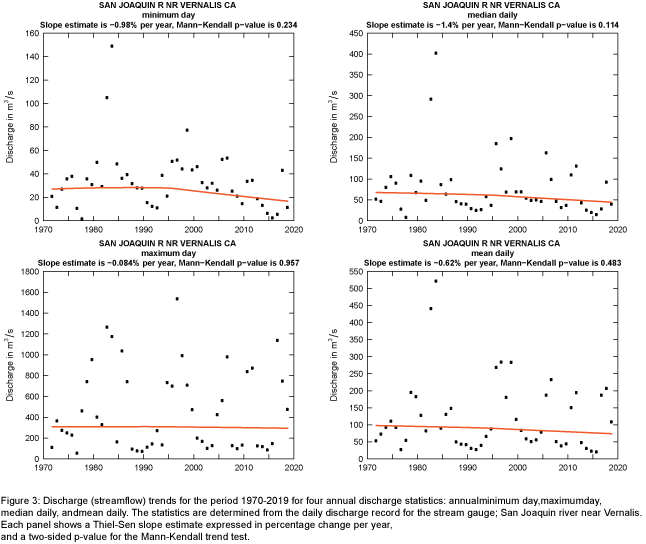 SAN JOAQUIN R NR VERNALIS CA
minimum day
Slope estimate is −0.98% per year, Mann−Kendall p−value is 0.234
160
140
120
100
80
60
40
20
0
Discharge in m³/s
1970 1980 1990 2000 2010 2020
SAN JOAQUIN R NR VERNALIS CA
median daily
Slope estimate is −1.4% per year, Mann−Kendall p−value is 0.114
450
400
350
300
250
200
150
100
50
0
Discharge in m³/s
1970 1980 1990 2000 2010 2020
SAN JOAQUIN R NR VERNALIS CA
maximum day
Slope estimate is −0.084% per year, Mann−Kendall p−value is 0.957
1800
1600
1400
1200
1000
800
600
400
200
0
Discharge in m³/s
1970 1980 1990 2000 2010 2020
SAN JOAQUIN R NR VERNALIS CA
mean daily
Slope estimate is −0.62% per year, Mann−Kendall p−value is 0.483
550
500
450
400
350
300
250
200
150
100
50
0
Discharge in m³/s
1970 1980 1990 2000 2010 2020
Figure 3: Discharge (streamflow) trends for the period 1970-2019 for four annual discharge statistics: annualminimum day,maximumday,
median daily, andmean daily. The statistics are determined from the daily discharge record for the stream gauge; San Joaquin river near Vernalis.
Each panel shows a Thiel-Sen slope estimate expressed in percentage change per year,
and a two-sided p-value for the Mann-Kendall trend test.